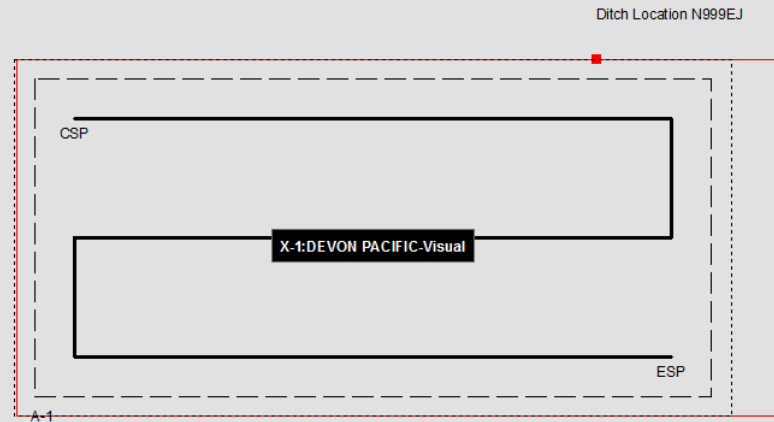 Ditch Location N999EJ
CSP
X-1:DEVON PACIFIC-Visual
ESP
A-1